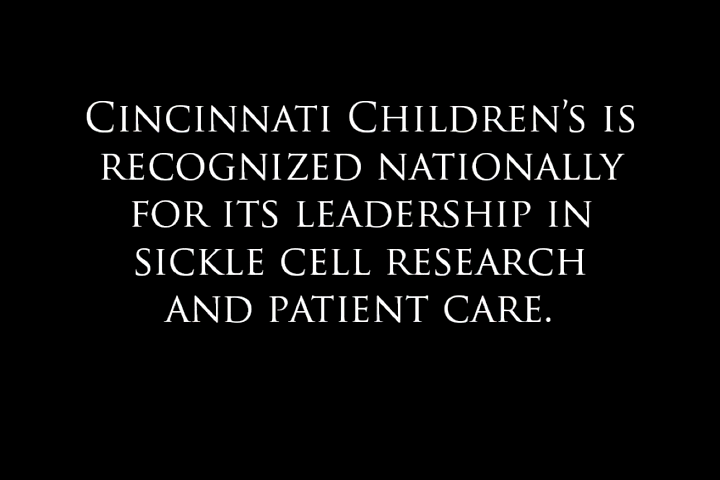 Cincinnati Children's is
recognized nationally
for its leadership in
sickle cell research
and patient care.